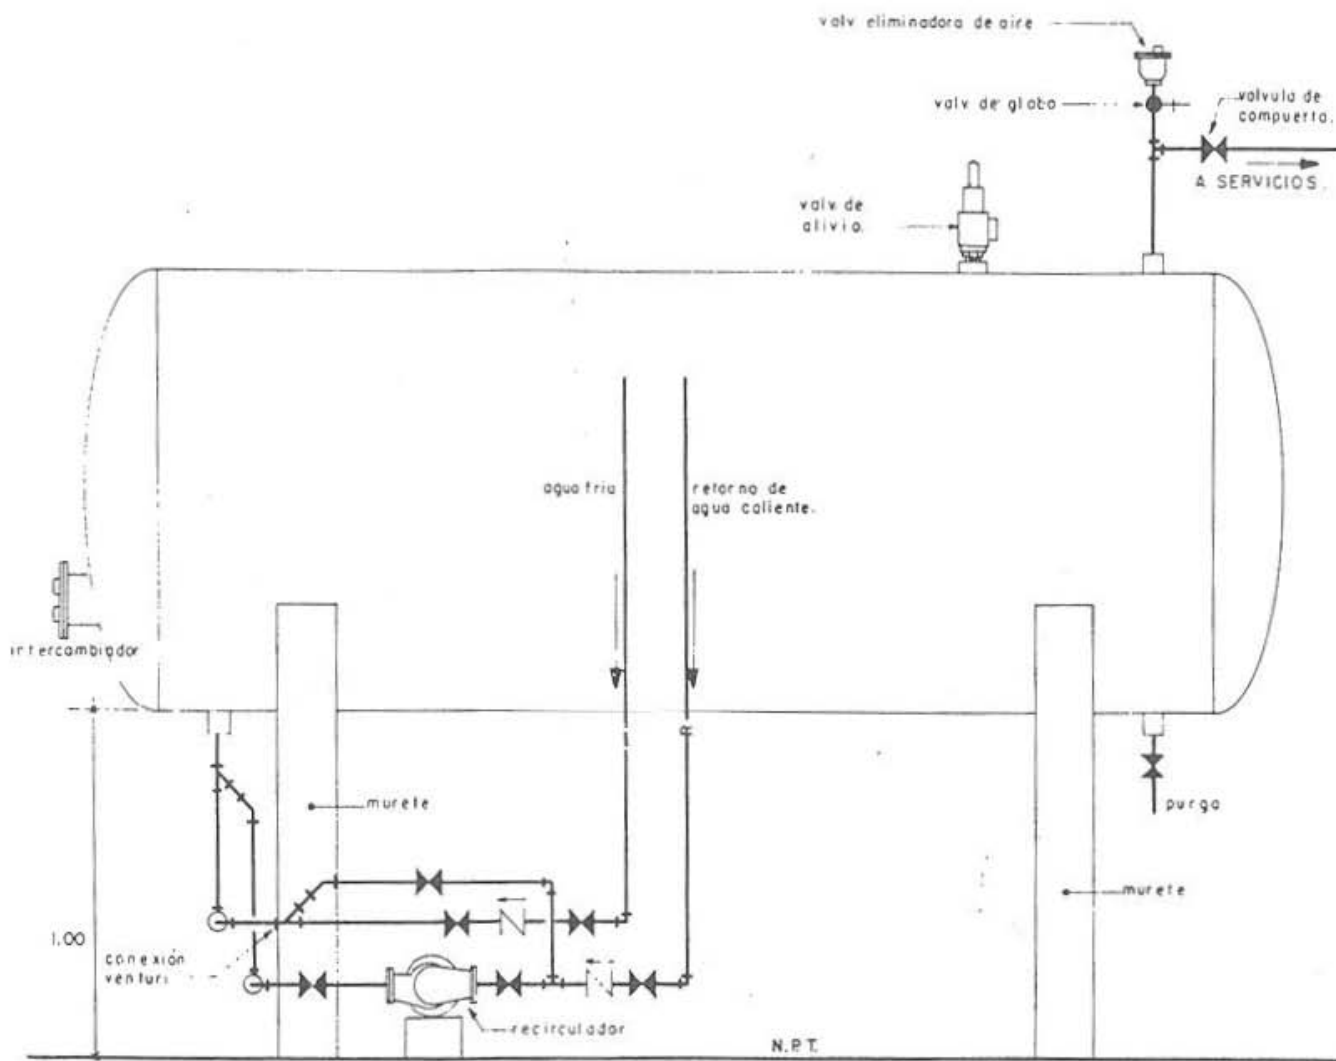 valv eliminadora de aire
valv. de globo
valvula de
compuerta.
A SERVICIOS.
valv. de
alivio.
agua fria
retorno de
agua caliente.
intercambiador
R
murete
purga
murete
1.00
conexión
venturi
recirculador
N.P.T.